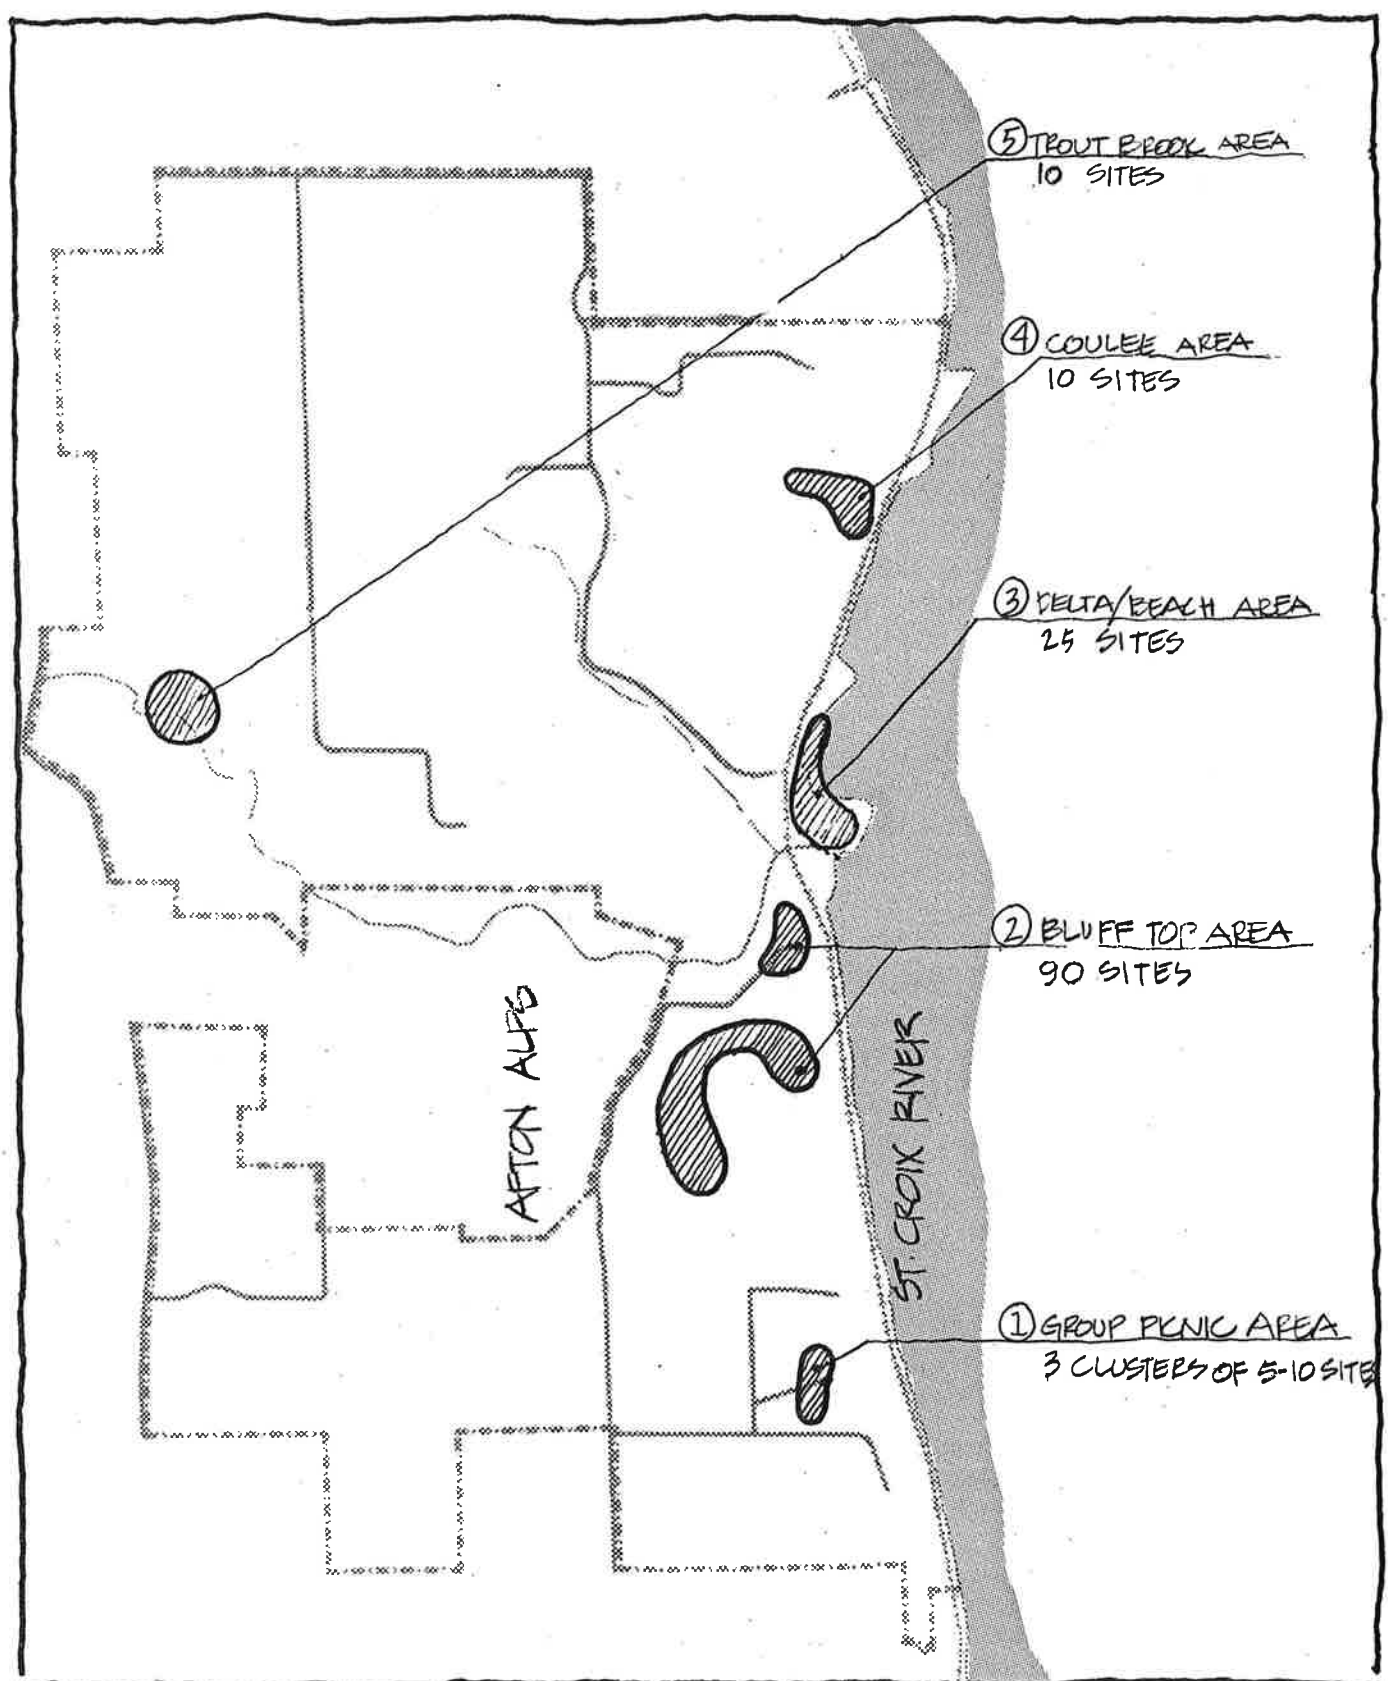 ⑤ TROUT BROOK AREA
10 SITES
④ COULEE AREA
10 SITES
③ DELTA/BEACH AREA
25 SITES
② BLUFF TOP AREA
90 SITES
AFTON ALPS
ST. CROIX RIVER
① GROUP PICNIC AREA
3 CLUSTERS OF 5-10 SITE